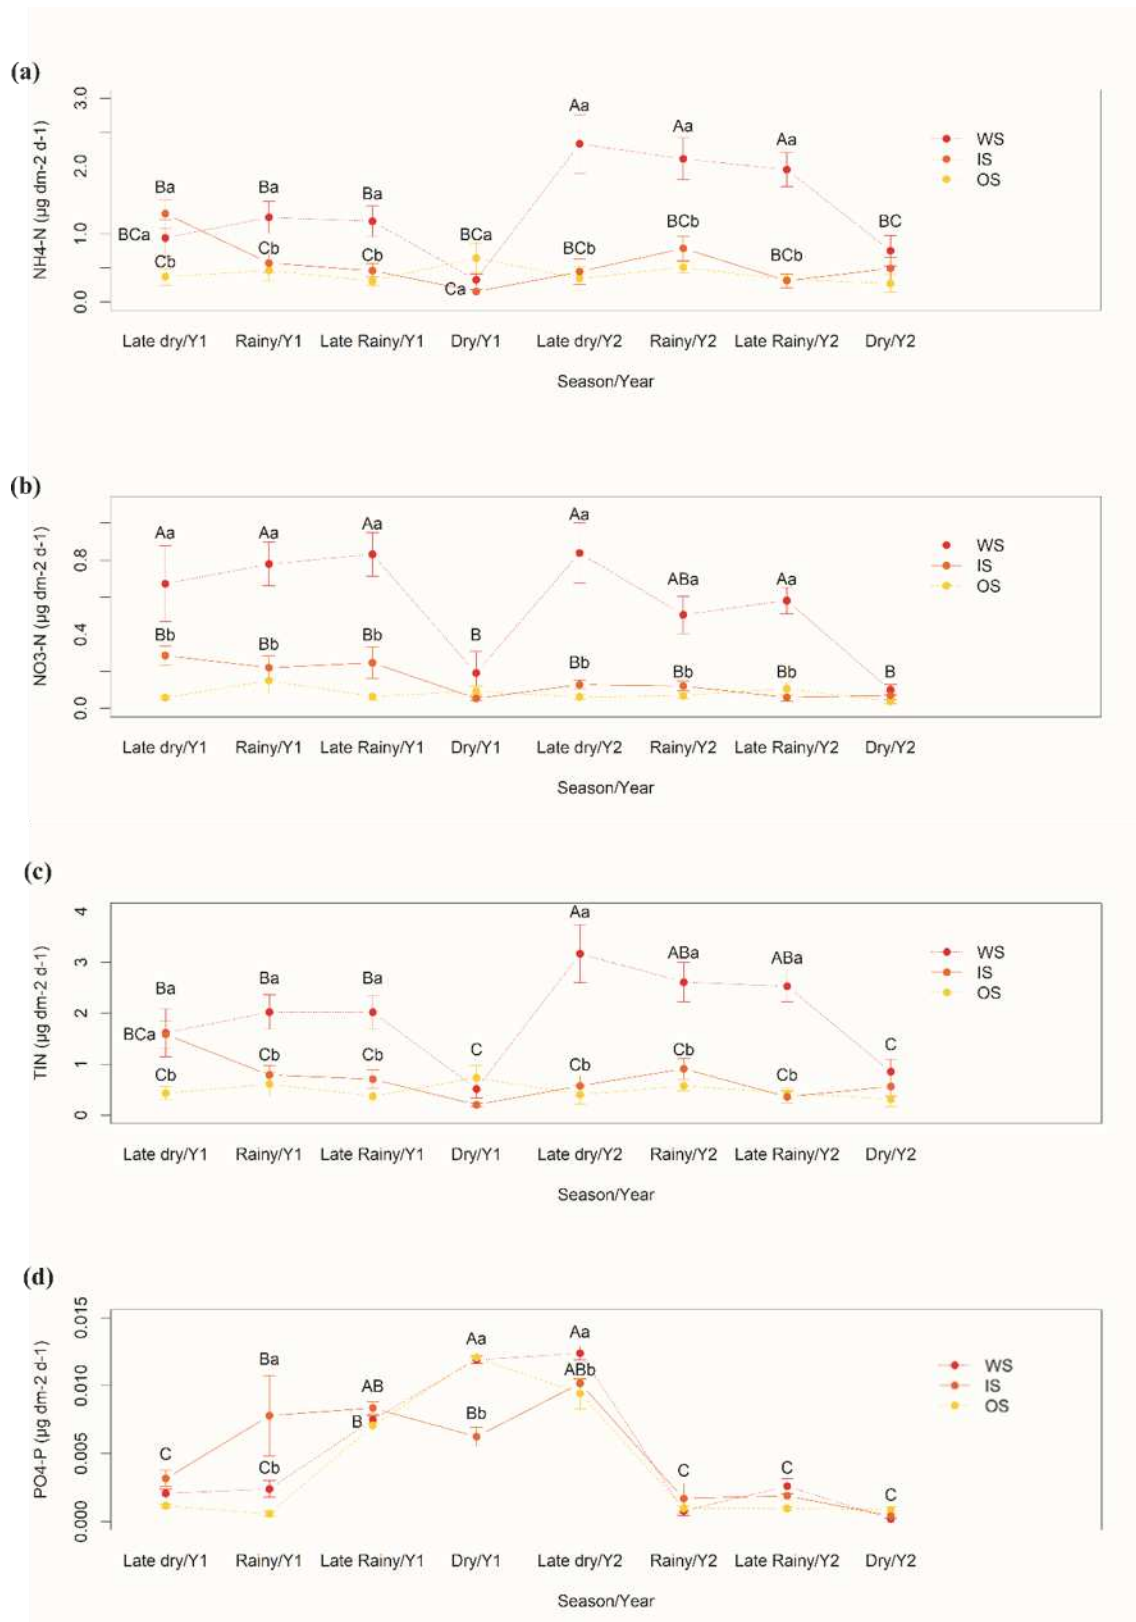 (a)
NH4-N (µg dm-2 d-1)
3.0
2.0
1.0
0.0
Aa
Aa
Aa
Ba
Ba
Ba
BCa
Cb
Cb
Cb
BCa
Ca
BCb
BCb
BCb
BC
WS
IS
OS
Late dry/Y1 Rainy/Y1 Late Rainy/Y1 Dry/Y1 Late dry/Y2 Rainy/Y2 Late Rainy/Y2 Dry/Y2
Season/Year
(b)
NO3-N (µg dm-2 d-1)
0.8
0.4
0.0
Aa
Aa
Aa
Aa
ABa
Aa
Bb
Bb
Bb
B
Bb
Bb
Bb
B
WS
IS
OS
Late dry/Y1 Rainy/Y1 Late Rainy/Y1 Dry/Y1 Late dry/Y2 Rainy/Y2 Late Rainy/Y2 Dry/Y2
Season/Year
(c)
TIN (µg dm-2 d-1)
4
3
2
1
0
Aa
ABa
ABa
Ba
Ba
Ba
BCa
Cb
Cb
Cb
C
Cb
Cb
Cb
C
WS
IS
OS
Late dry/Y1 Rainy/Y1 Late Rainy/Y1 Dry/Y1 Late dry/Y2 Rainy/Y2 Late Rainy/Y2 Dry/Y2
Season/Year
(d)
PO4-P (µg dm-2 d-1)
0.015
0.010
0.005
0.000
Aa
Aa
Ba
ABb
AB
B
Bb
C
Cb
C
C
C
WS
IS
OS
Late dry/Y1 Rainy/Y1 Late Rainy/Y1 Dry/Y1 Late dry/Y2 Rainy/Y2 Late Rainy/Y2 Dry/Y2
Season/Year